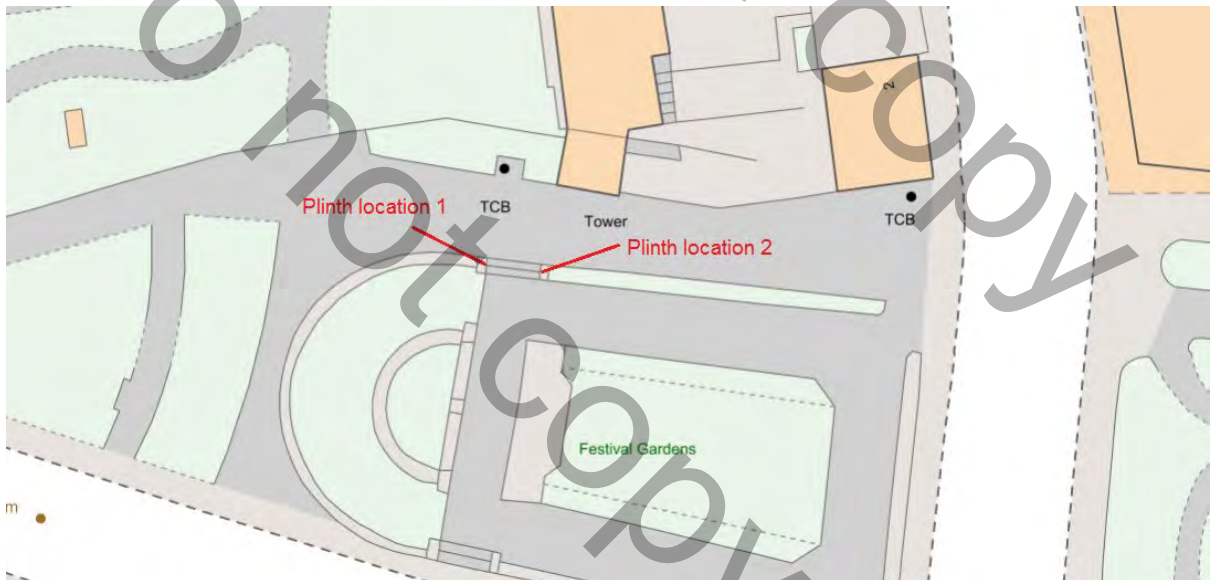 2
Plinth location 1
TCB
Tower
TCB
Plinth location 2
Festival Gardens
m
Do not copy